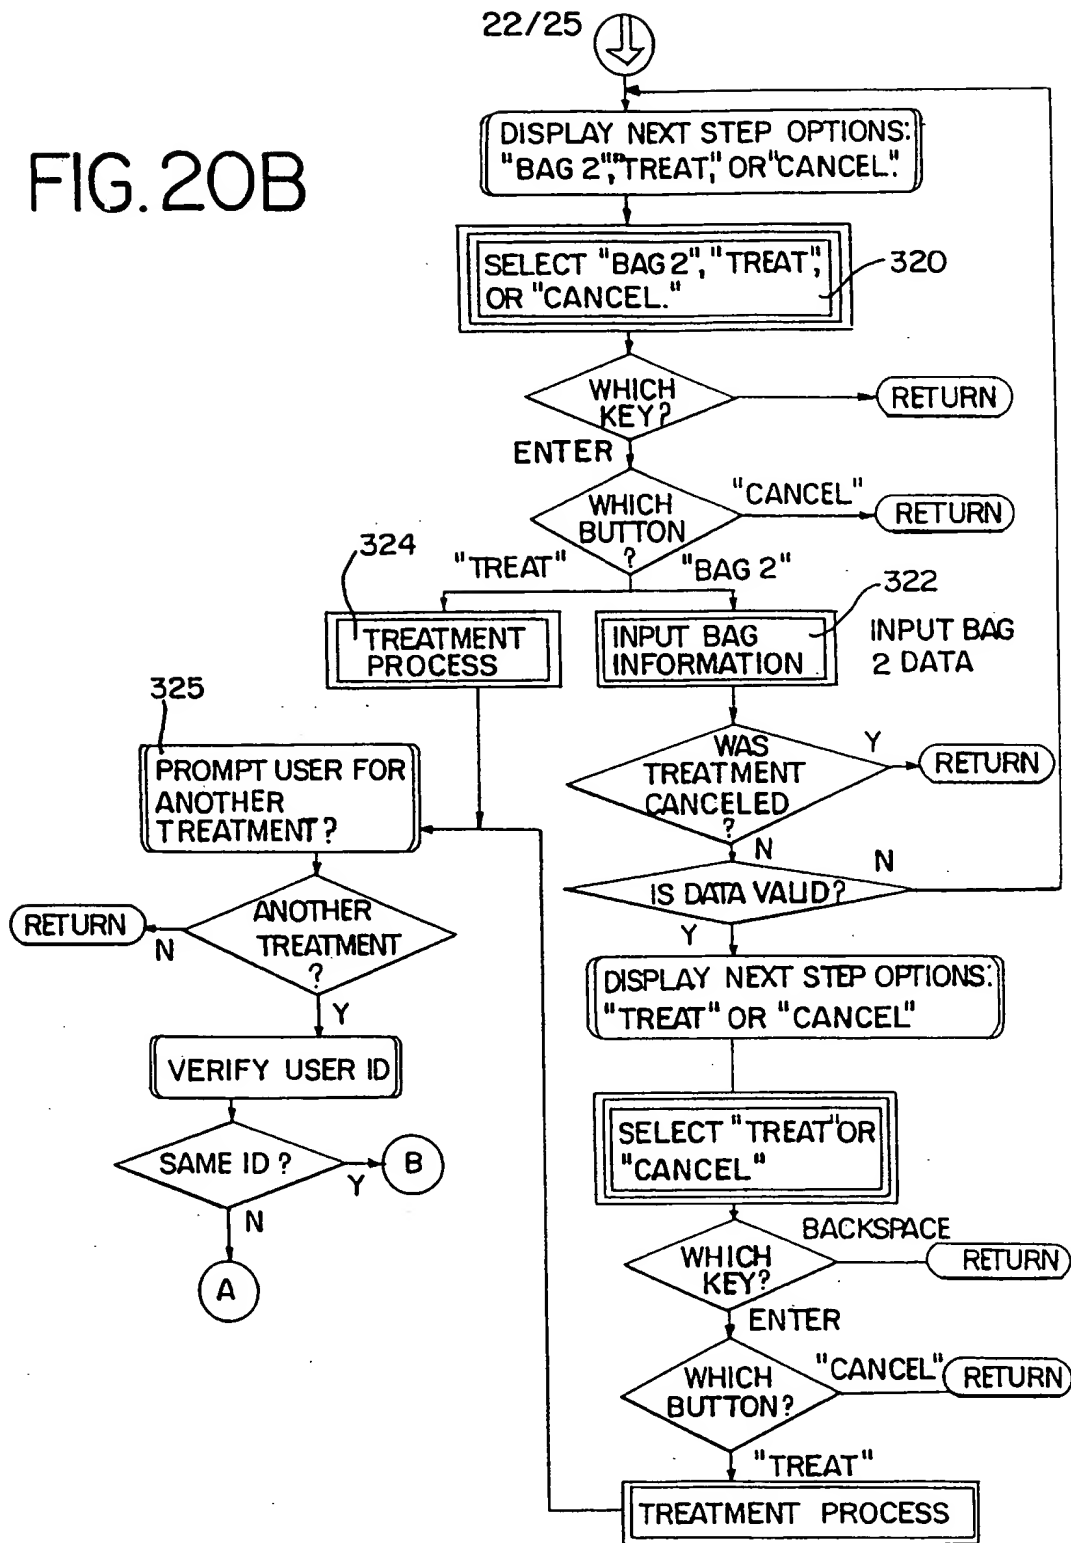 22/25
FIG. 20B
DISPLAY NEXT STEP OPTIONS:
"BAG 2","TREAT," OR "CANCEL."
SELECT "BAG 2", "TREAT",
OR "CANCEL."
320
WHICH
KEY?
RETURN
ENTER
WHICH
BUTTON
?
"CANCEL"
RETURN
324
"TREAT"
"BAG 2"
322
TREATMENT
PROCESS
INPUT BAG
INFORMATION
INPUT BAG
2 DATA
325
PROMPT USER FOR
ANOTHER
TREATMENT?
WAS
TREATMENT
CANCELED
?
Y
RETURN
N
N
IS DATA VALID?
Y
RETURN
N
ANOTHER
TREATMENT
?
Y
DISPLAY NEXT STEP OPTIONS:
"TREAT" OR "CANCEL"
VERIFY USER ID
SELECT "TREAT" OR
"CANCEL"
SAME ID?
Y
B
N
A
WHICH
KEY?
BACKSPACE
RETURN
ENTER
WHICH
BUTTON?
"CANCEL"
RETURN
"TREAT"
TREATMENT PROCESS